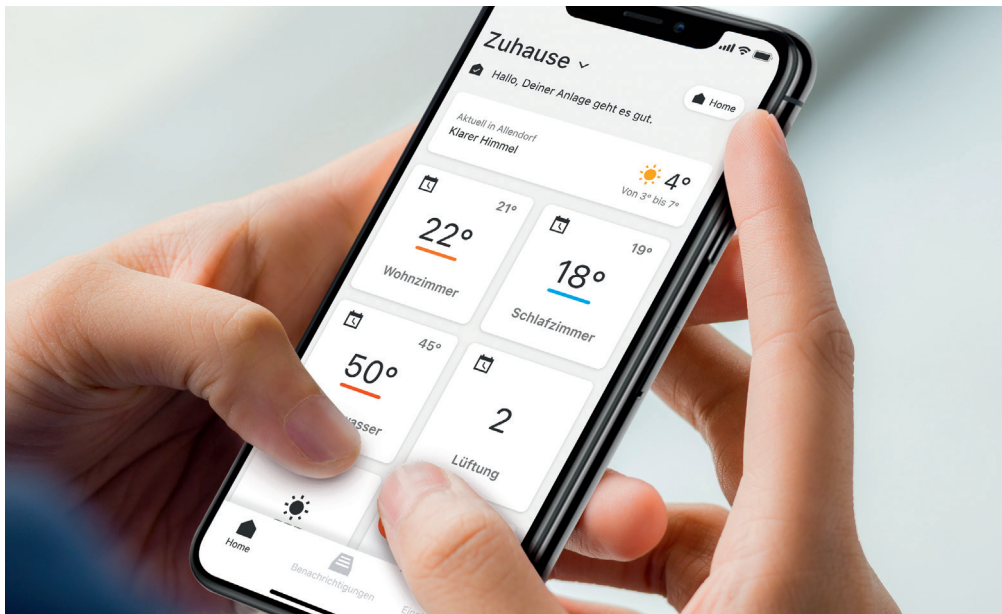 Zuhause
Hallo, Deiner Anlage geht es gut.
Home
Aktuell in Allendorf
Klarer Himmel
4°
Von 3° bis 7°
21°
22°
Wohnzimmer
19°
18°
Schlafzimmer
45°
50°
2
Lüftung
Home
Benachrichtigungen